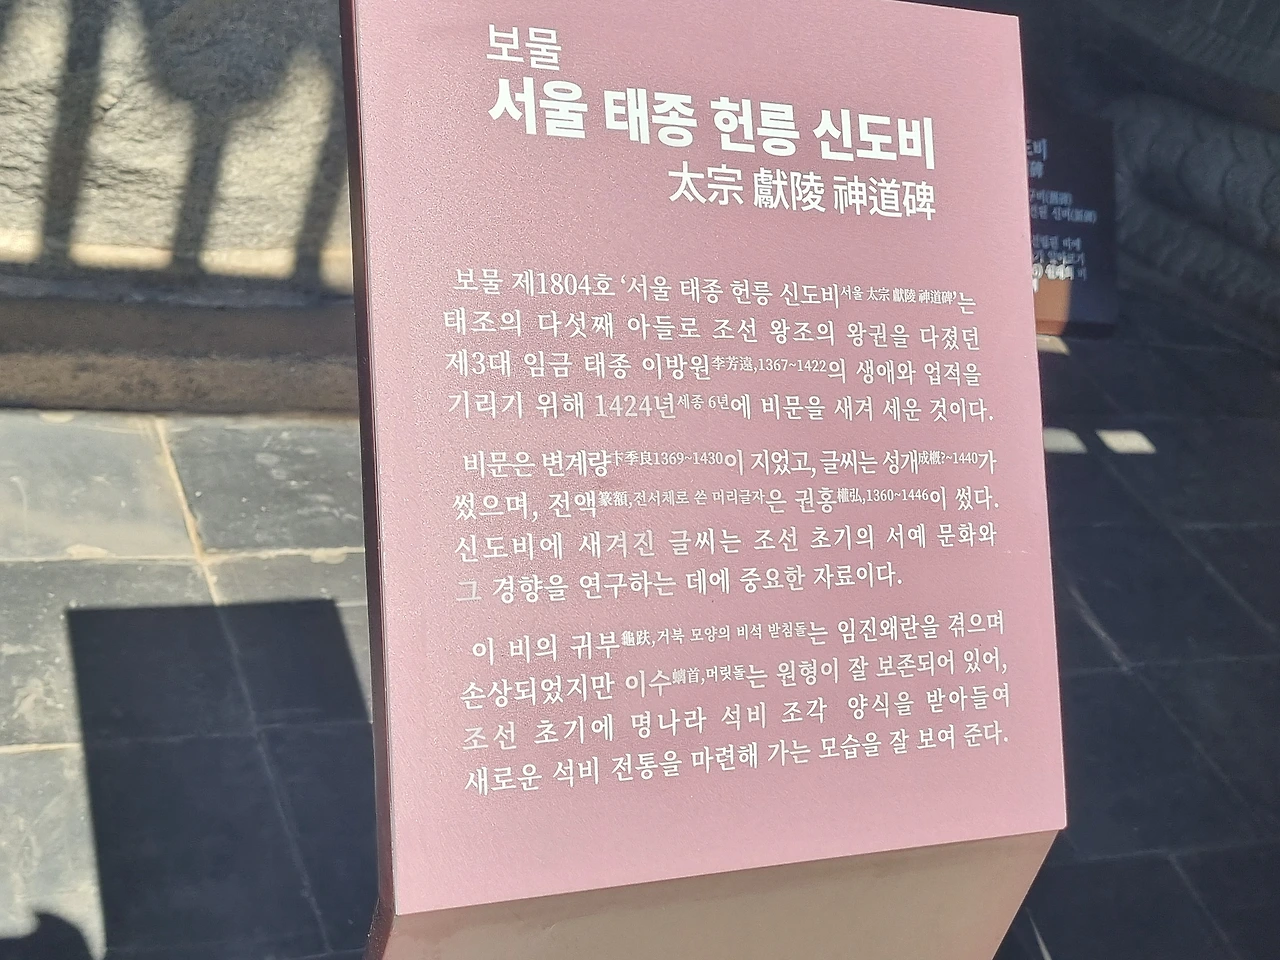 보물
서울 태종 헌릉 신도비
太宗 獻陵 神道碑
보물 제1804호 ‘서울 태종 헌릉 신도비서울 太宗 獻陵 神道碑’는
태조의 다섯째 아들로 조선 왕조의 왕권을 다졌던
제3대 임금 태종 이방원李芳遠,1367~1422의 생애와 업적을
기리기 위해 1424년세종 6년에 비문을 새겨 세운 것이다.
비문은 변계량卞季良1369~1430이 지었고, 글씨는 성개成槪?~1440가
썼으며, 전액篆額,전서체로 쓴 머리글자은 권홍權弘,1360~1446이 썼다.
신도비에 새겨진 글씨는 조선 초기의 서예 문화와
그 경향을 연구하는 데에 중요한 자료이다.
이 비의 귀부龜趺,거북 모양의 비석 받침돌는 임진왜란을 겪으며
손상되었지만 이수螭首,머릿돌는 원형이 잘 보존되어 있어,
조선 초기에 명나라 석비 조각 양식을 받아들여
새로운 석비 전통을 마련해 가는 모습을 잘 보여 준다.